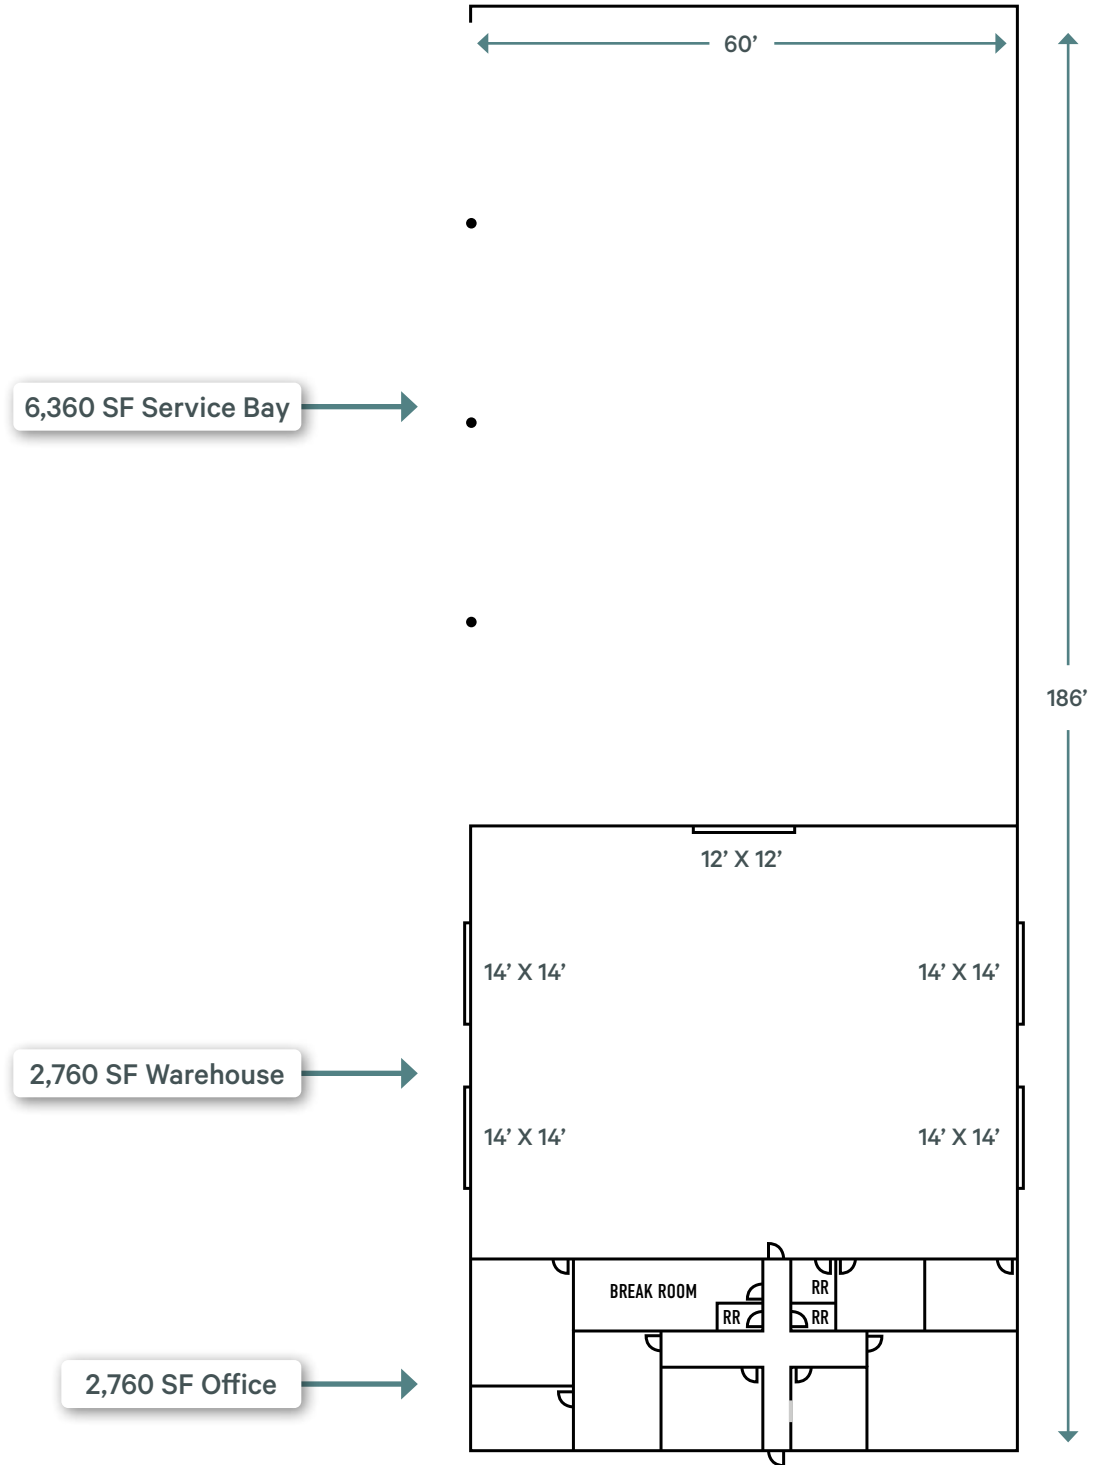 60’
6,360 SF Service Bay
186’
12’ X 12’
14’ X 14’
14’ X 14’
2,760 SF Warehouse
14’ X 14’
14’ X 14’
BREAK ROOM
RR
RR
RR
2,760 SF Office